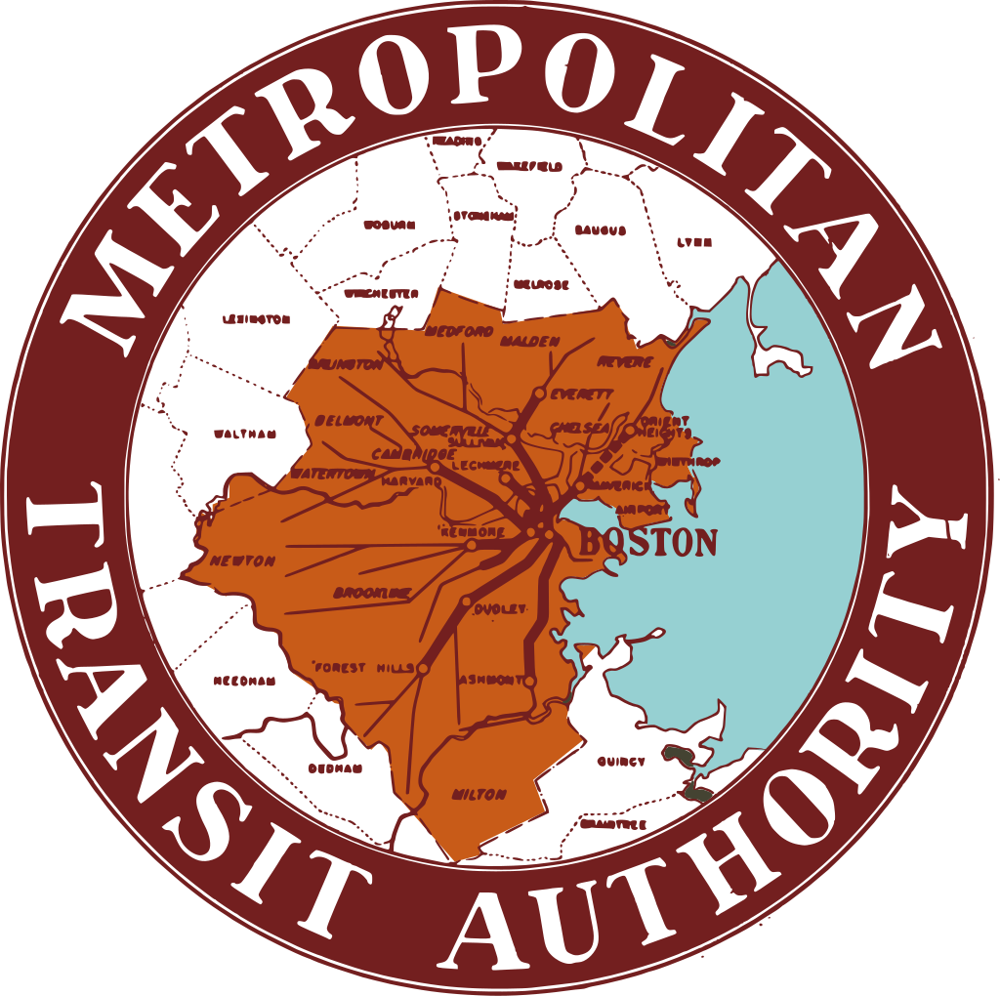 METROPOLITAN
READING
WAKEFIELD
STONEHAM
WOBURN
SAUGUS
LYNN
MELROSE
WINCHESTER
LEXINGTON
MEDFORD
MALDEN
ARLINGTON
REVERE
EVERETT
BELMONT
SOMERVILLE
CHELSEA
ORIENT
HEIGHTS
WALTHAM
SULLIVAN
CAMBRIDGE
LECHMERE
WINTHROP
WATERTOWN
HARVARD
MAVERICK
AIRPORT
KENMORE
BOSTON
NEWTON
BROOKLINE
DUDLEY
FOREST HILLS
ASHMONT
NEEDHAM
QUINCY
DEDHAM
MILTON
BRAINTREE
TRANSIT AUTHORITY